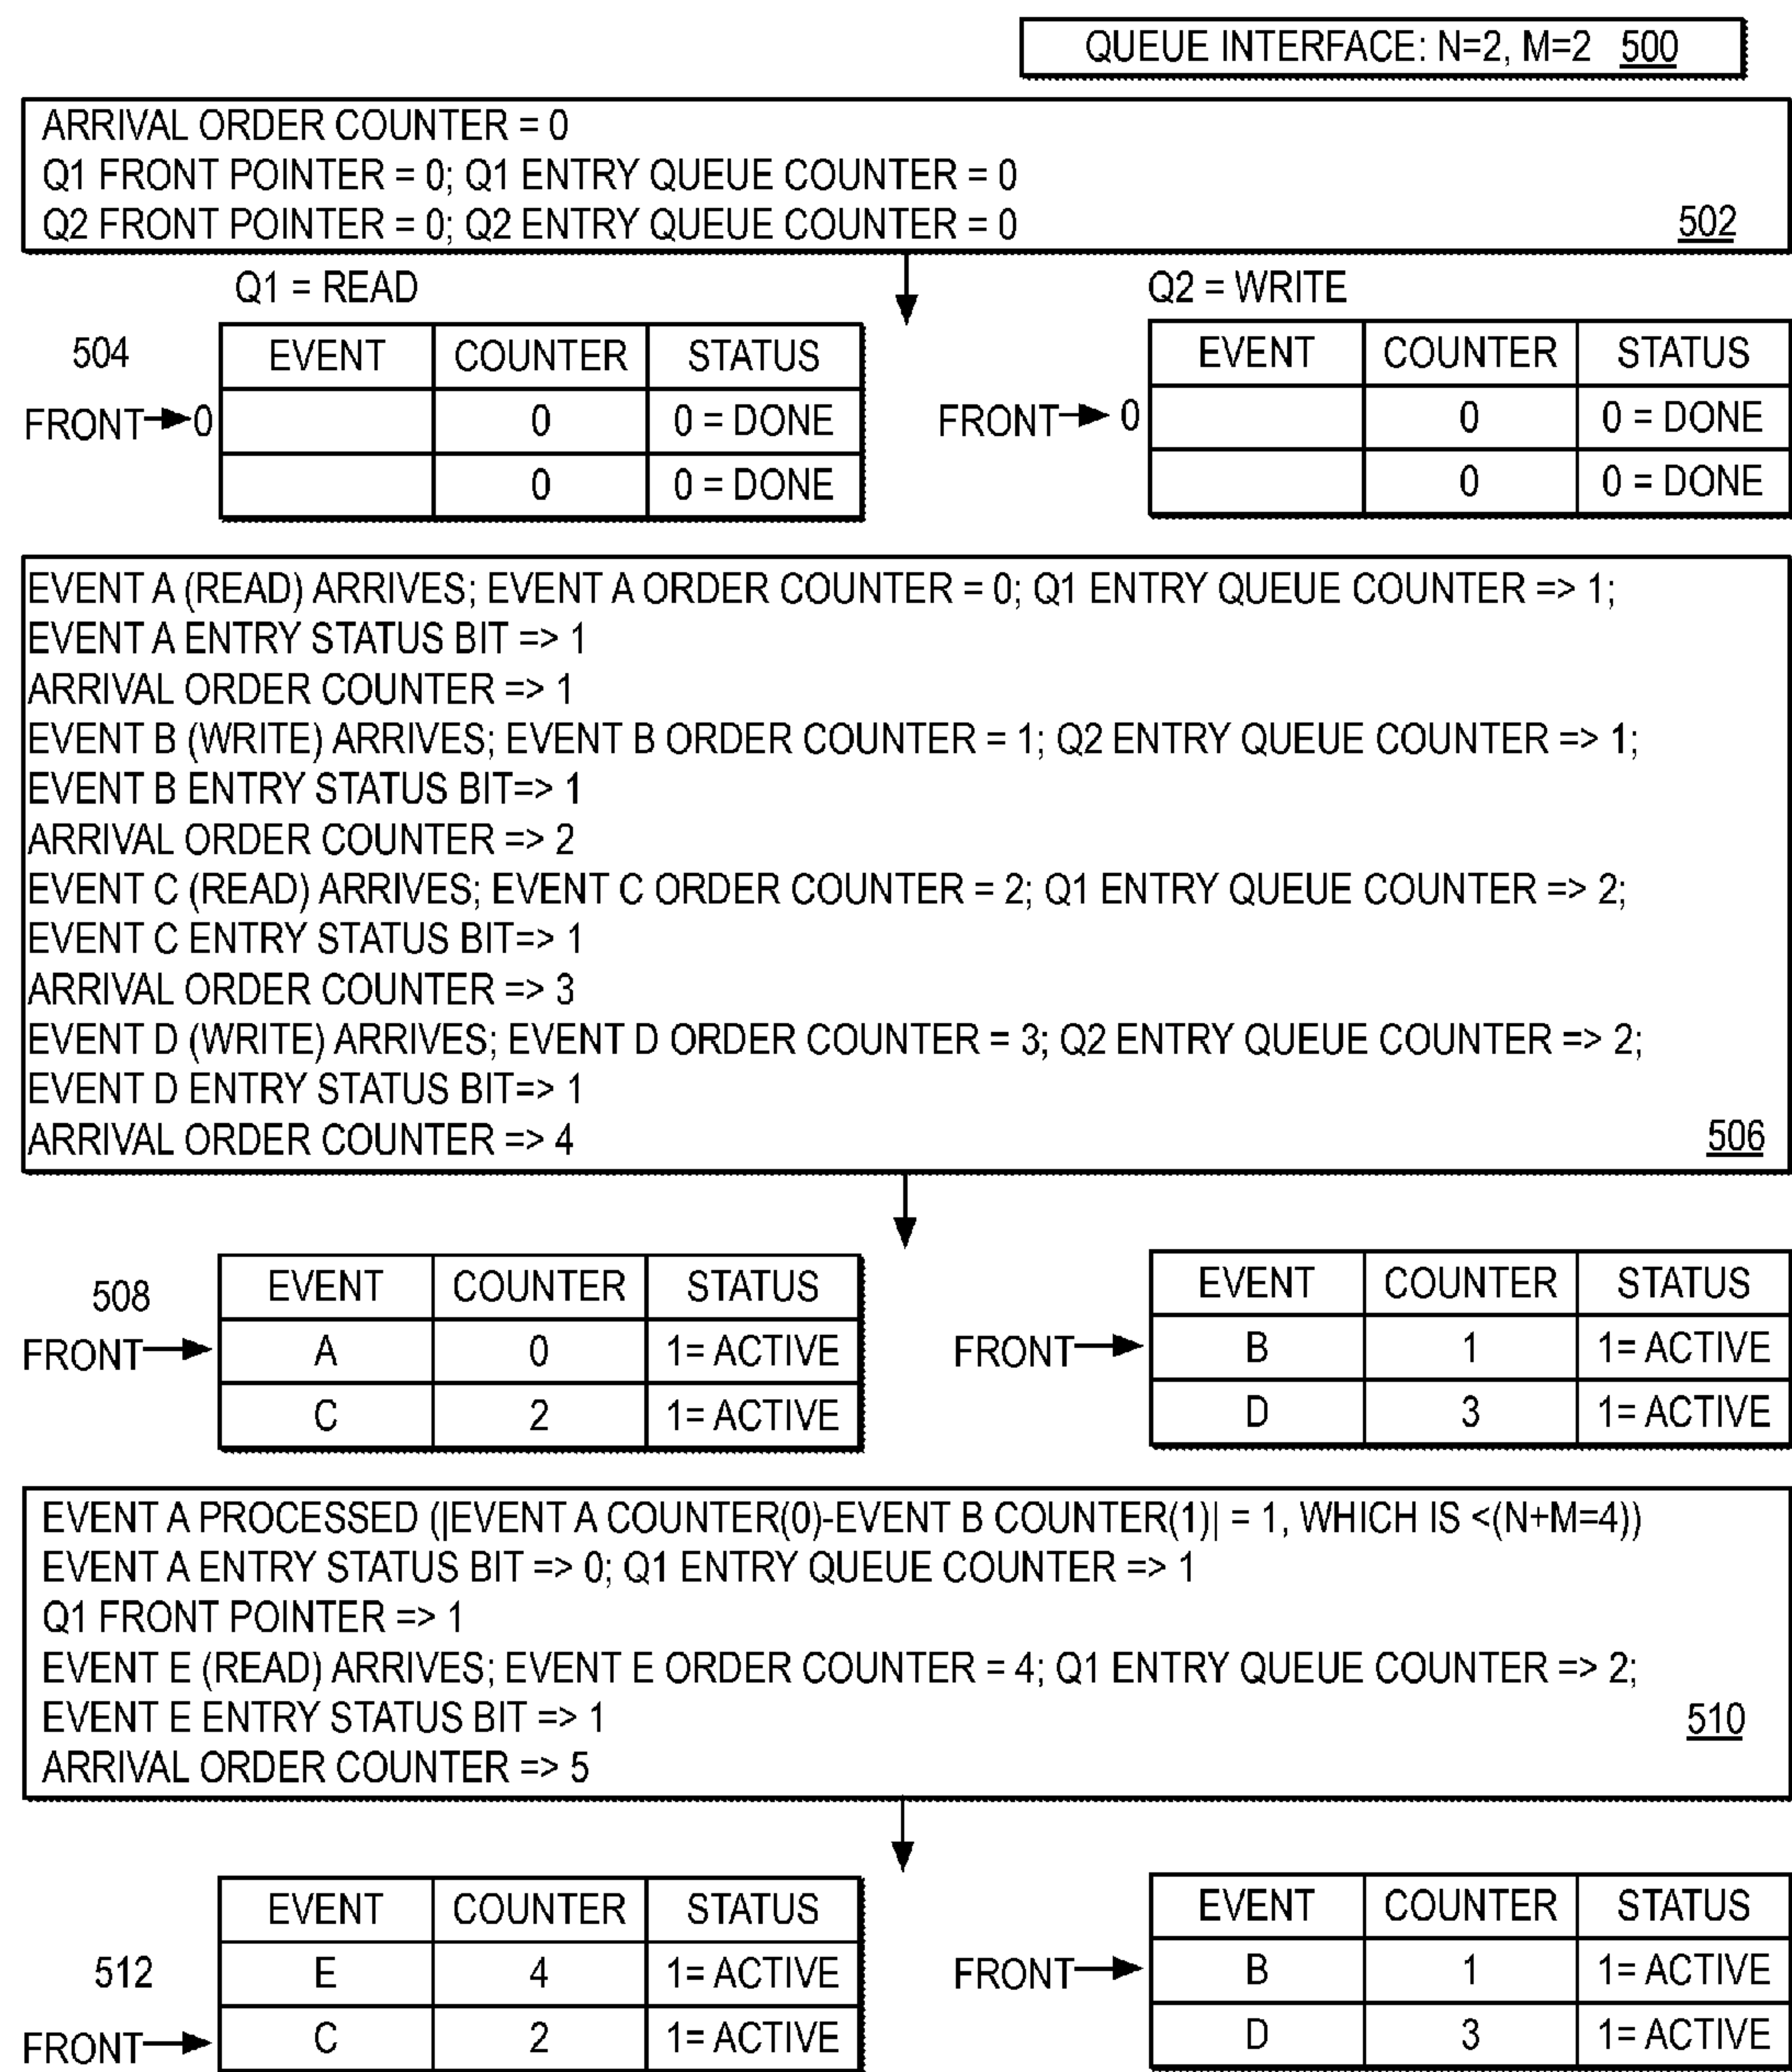 QUEUE INTERFACE: N=2, M=2 500
ARRIVAL ORDER COUNTER = 0
Q1 FRONT POINTER = 0; Q1 ENTRY QUEUE COUNTER = 0
Q2 FRONT POINTER = 0; Q2 ENTRY QUEUE COUNTER = 0 502
Q1 = READ Q2 = WRITE
504 EVENT COUNTER STATUS EVENT COUNTER STATUS
FRONT 0 0 0 = DONE FRONT 0 0 0 = DONE
0 0 = DONE 0 0 = DONE
EVENT A (READ) ARRIVES; EVENT A ORDER COUNTER = 0; Q1 ENTRY QUEUE COUNTER => 1;
EVENT A ENTRY STATUS BIT => 1
ARRIVAL ORDER COUNTER => 1
EVENT B (WRITE) ARRIVES; EVENT B ORDER COUNTER = 1; Q2 ENTRY QUEUE COUNTER => 1;
EVENT B ENTRY STATUS BIT=> 1
ARRIVAL ORDER COUNTER => 2
EVENT C (READ) ARRIVES; EVENT C ORDER COUNTER = 2; Q1 ENTRY QUEUE COUNTER => 2;
EVENT C ENTRY STATUS BIT=> 1
ARRIVAL ORDER COUNTER => 3
EVENT D (WRITE) ARRIVES; EVENT D ORDER COUNTER = 3; Q2 ENTRY QUEUE COUNTER => 2;
EVENT D ENTRY STATUS BIT=> 1
ARRIVAL ORDER COUNTER => 4 506
508 EVENT COUNTER STATUS EVENT COUNTER STATUS
FRONT A 0 1= ACTIVE FRONT B 1 1= ACTIVE
C 2 1= ACTIVE D 3 1= ACTIVE
EVENT A PROCESSED (|EVENT A COUNTER(0)-EVENT B COUNTER(1)| = 1, WHICH IS <(N+M=4))
EVENT A ENTRY STATUS BIT => 0; Q1 ENTRY QUEUE COUNTER => 1
Q1 FRONT POINTER => 1
EVENT E (READ) ARRIVES; EVENT E ORDER COUNTER = 4; Q1 ENTRY QUEUE COUNTER => 2;
EVENT E ENTRY STATUS BIT => 1 510
ARRIVAL ORDER COUNTER => 5
EVENT COUNTER STATUS EVENT COUNTER STATUS
512 E 4 1= ACTIVE FRONT B 1 1= ACTIVE
FRONT C 2 1= ACTIVE D 3 1= ACTIVE